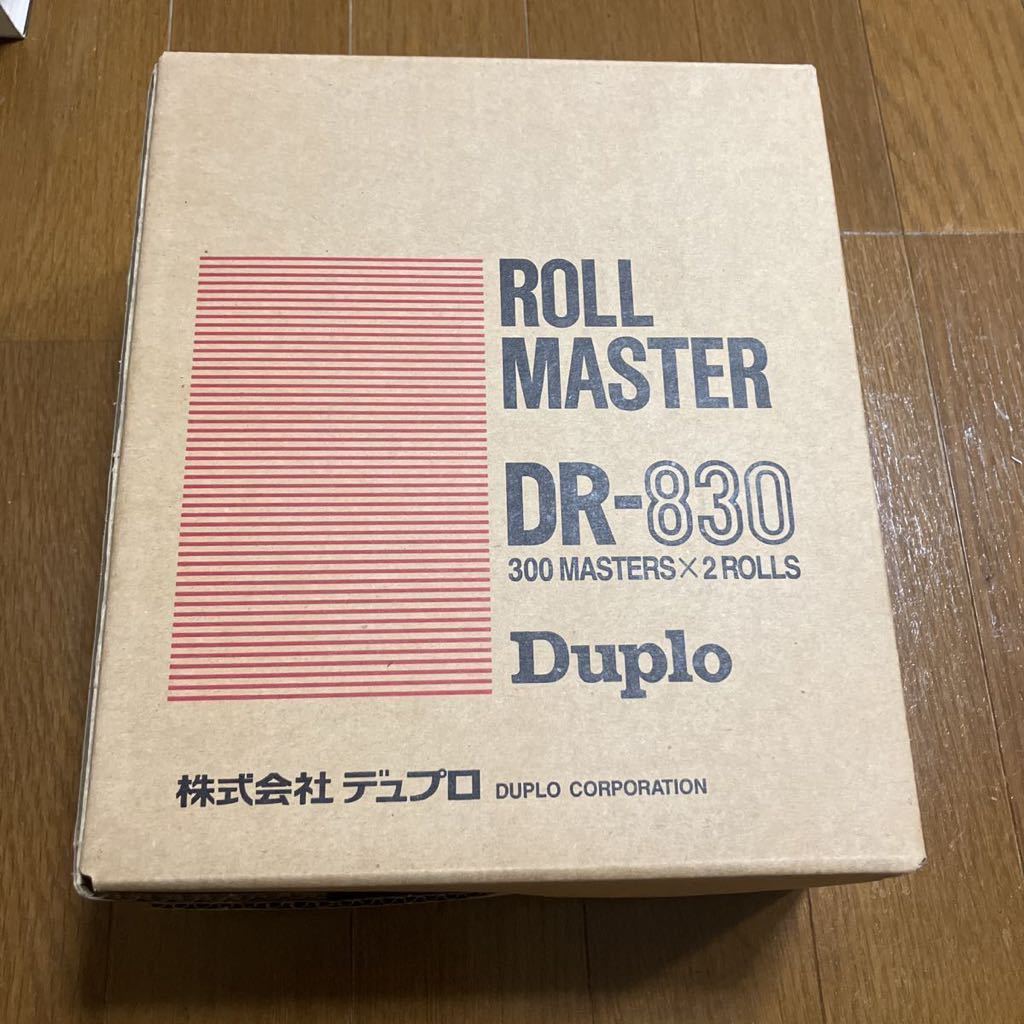 ROLL
MASTER
DR-830
300 MASTERS×2 ROLLS
Duplo
株式会社 デュプロ DUPLO CORPORATION